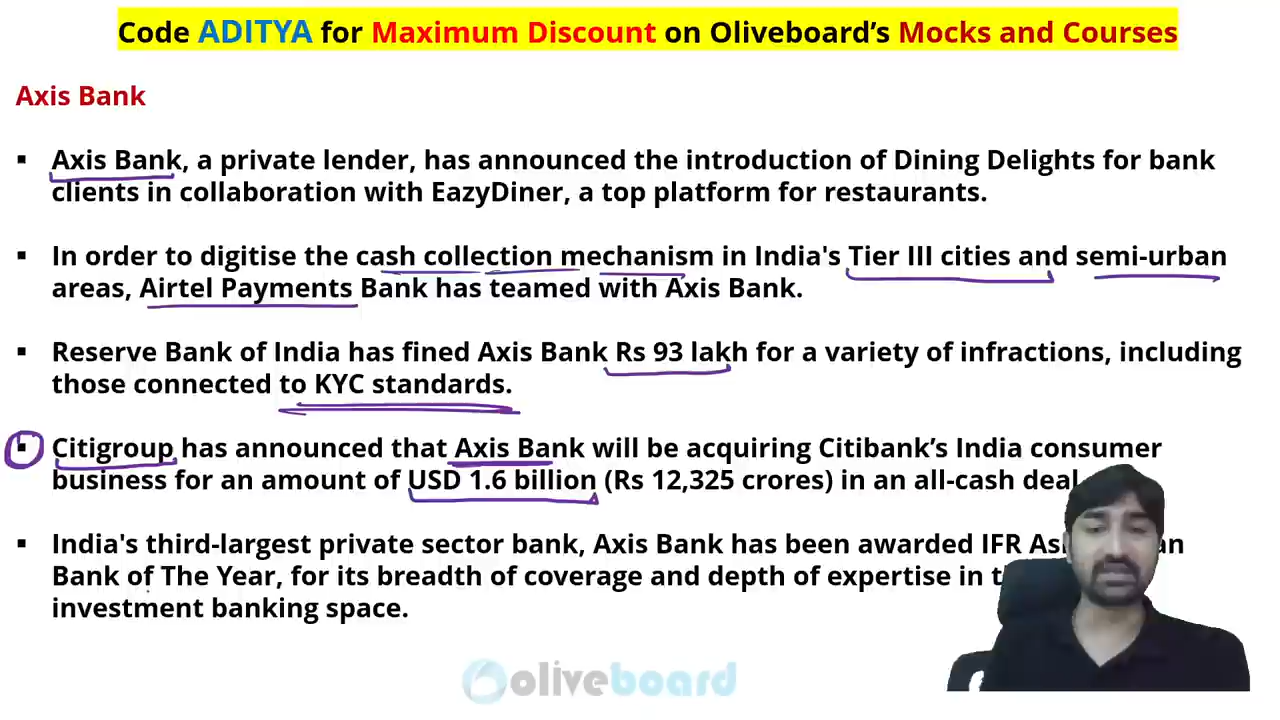 Code ADITYA for Maximum Discount on Oliveboard’s Mocks and Courses
Axis Bank
▪ Axis Bank, a private lender, has announced the introduction of Dining Delights for bank
clients in collaboration with EazyDiner, a top platform for restaurants.
▪ In order to digitise the cash collection mechanism in India's Tier III cities and semi-urban
areas, Airtel Payments Bank has teamed with Axis Bank.
▪ Reserve Bank of India has fined Axis Bank Rs 93 lakh for a variety of infractions, including
those connected to KYC standards.
▪ Citigroup has announced that Axis Bank will be acquiring Citibank’s India consumer
business for an amount of USD 1.6 billion (Rs 12,325 crores) in an all-cash deal
▪ India's third-largest private sector bank, Axis Bank has been awarded IFR
Bank of The Year, for its breadth of coverage and depth of expertise in
investment banking space.
oliveboard